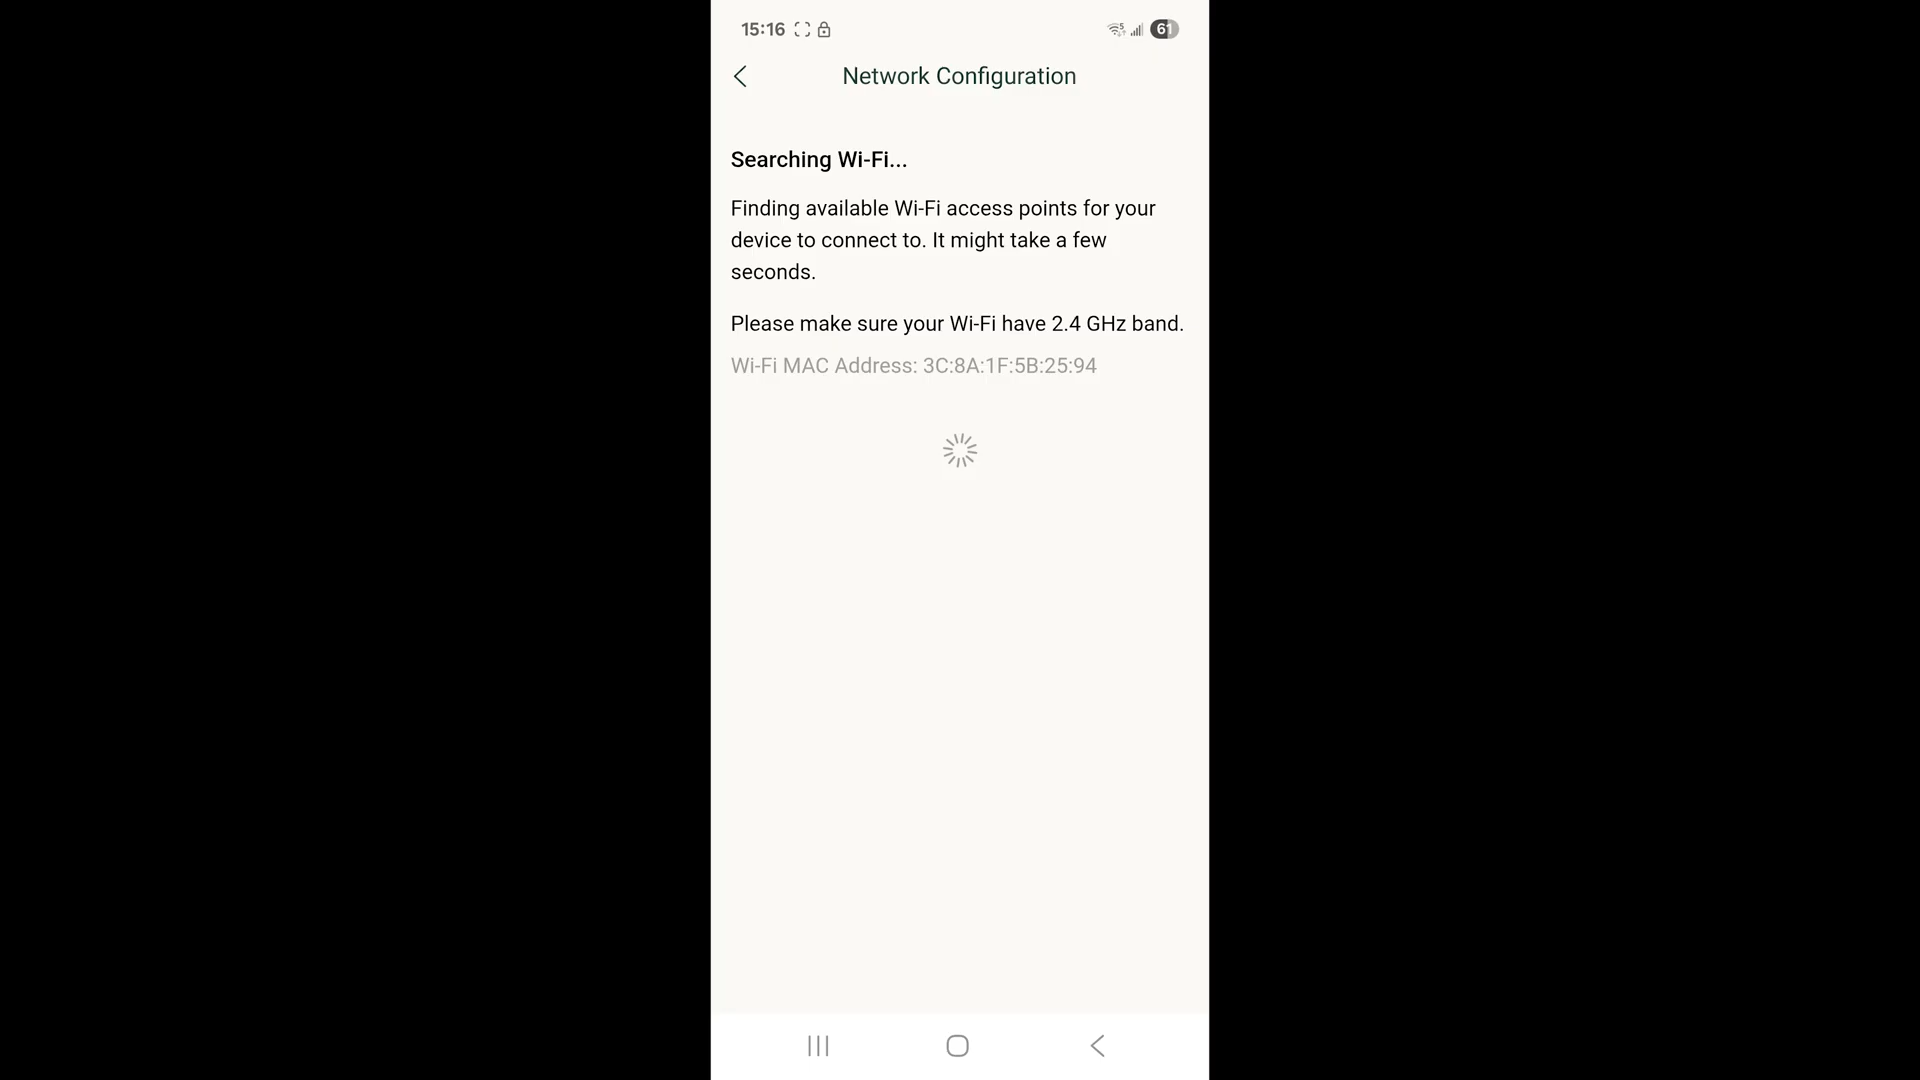 15:16
5
61
Network Configuration
Searching Wi-Fi...
Finding available Wi-Fi access points for your
device to connect to. It might take a few
seconds.
Please make sure your Wi-Fi have 2.4 GHz band.
Wi-Fi MAC Address: 3C:8A:1F:5B:25:94